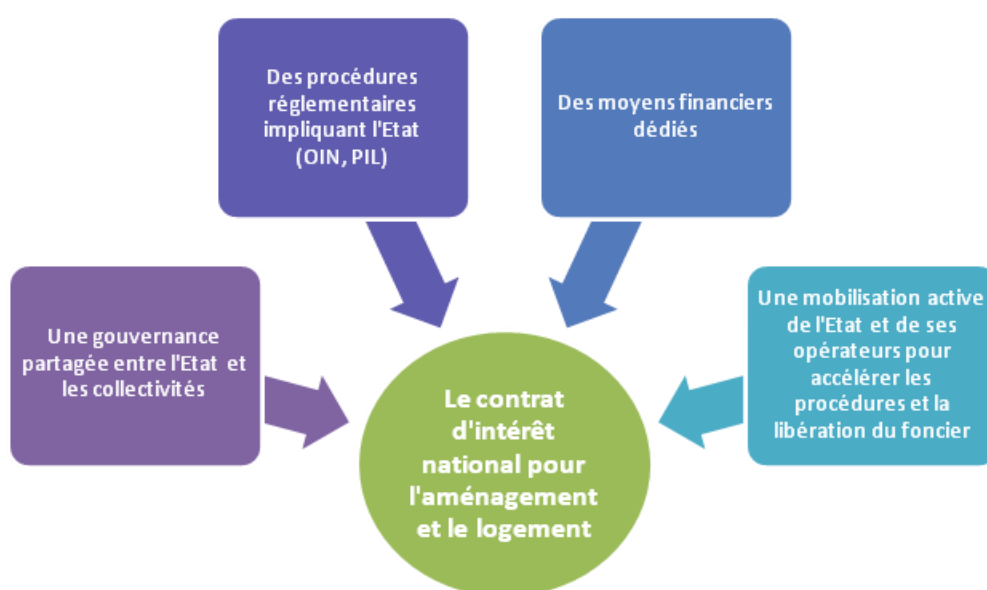 Des procédures
réglementaires
impliquant l'Etat
(OIN, PIL)
Des moyens financiers
dédiés
Une gouvernance
partagée entre l'Etat et
les collectivités
Une mobilisation active
de l'Etat et de ses
opérateurs pour
accélérer les
procédures et la
libération du foncier
Le contrat
d'intérêt
national pour
l'aménagement
et le logement